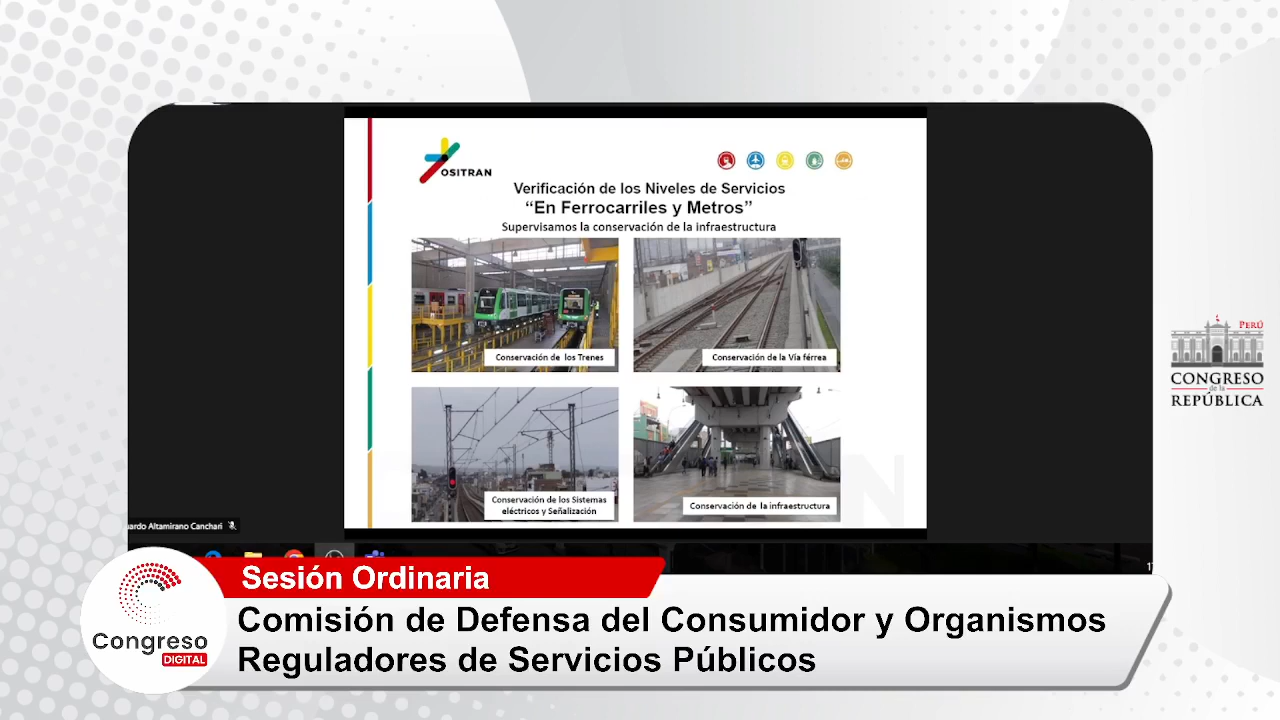 OSITRAN
Verificación de los Niveles de Servicios
“En Ferrocarriles y Metros”
Supervisamos la conservación de la infraestructura
Conservación de los Trenes
Conservación de la Vía férrea
Conservación de los Sistemas
eléctricos y Señalización
Conservación de la infraestructura
PERÚ
CONGRESO
de la
REPÚBLICA
uardo Altamirano Canchari
Sesión Ordinaria
Comisión de Defensa del Consumidor y Organismos
Reguladores de Servicios Públicos
Congreso
DIGITAL